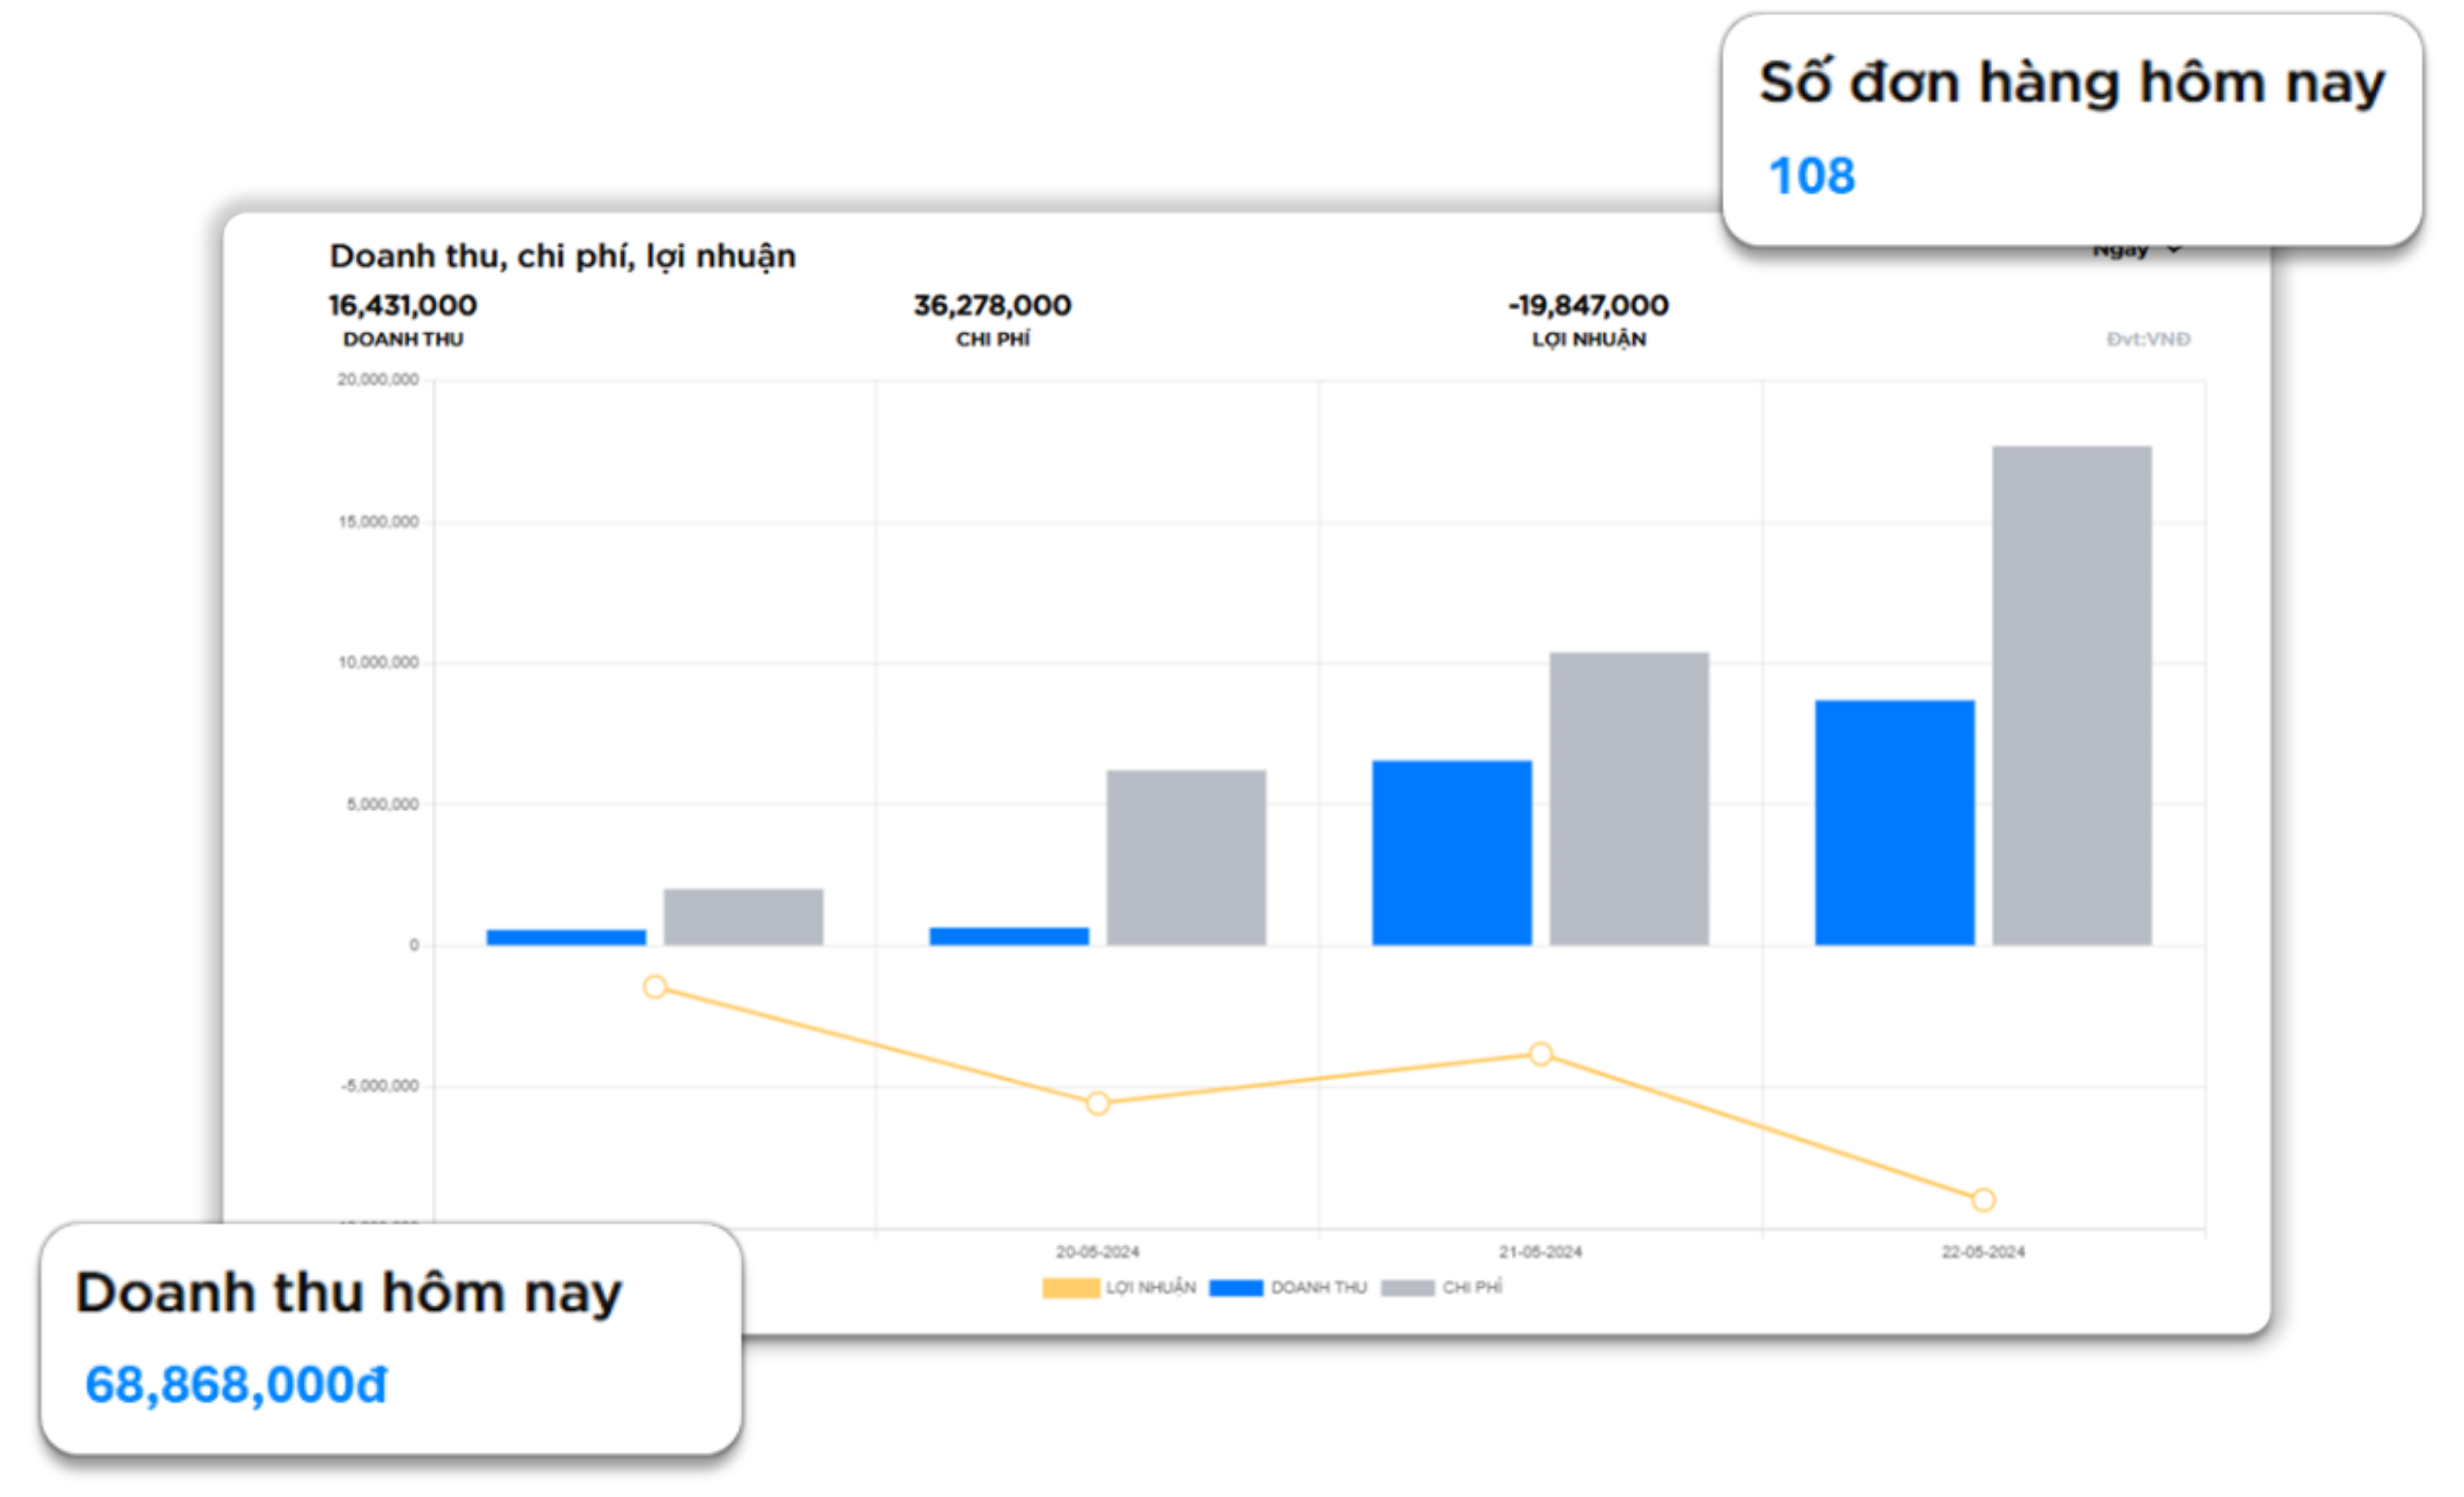 Số đơn hàng hôm nay
108
Doanh thu, chi phí, lợi nhuận
Ngày
16,431,000
DOANH THU
36,278,000
CHI PHÍ
-19,847,000
LỢI NHUẬN
Đvt:VNĐ
20,000,000
15,000,000
10,000,000
5,000,000
0
-5,000,000
20-05-2024
21-05-2024
22-05-2024
LỢI NHUẬN
DOANH THU
CHI PHÍ
Doanh thu hôm nay
68,868,000đ